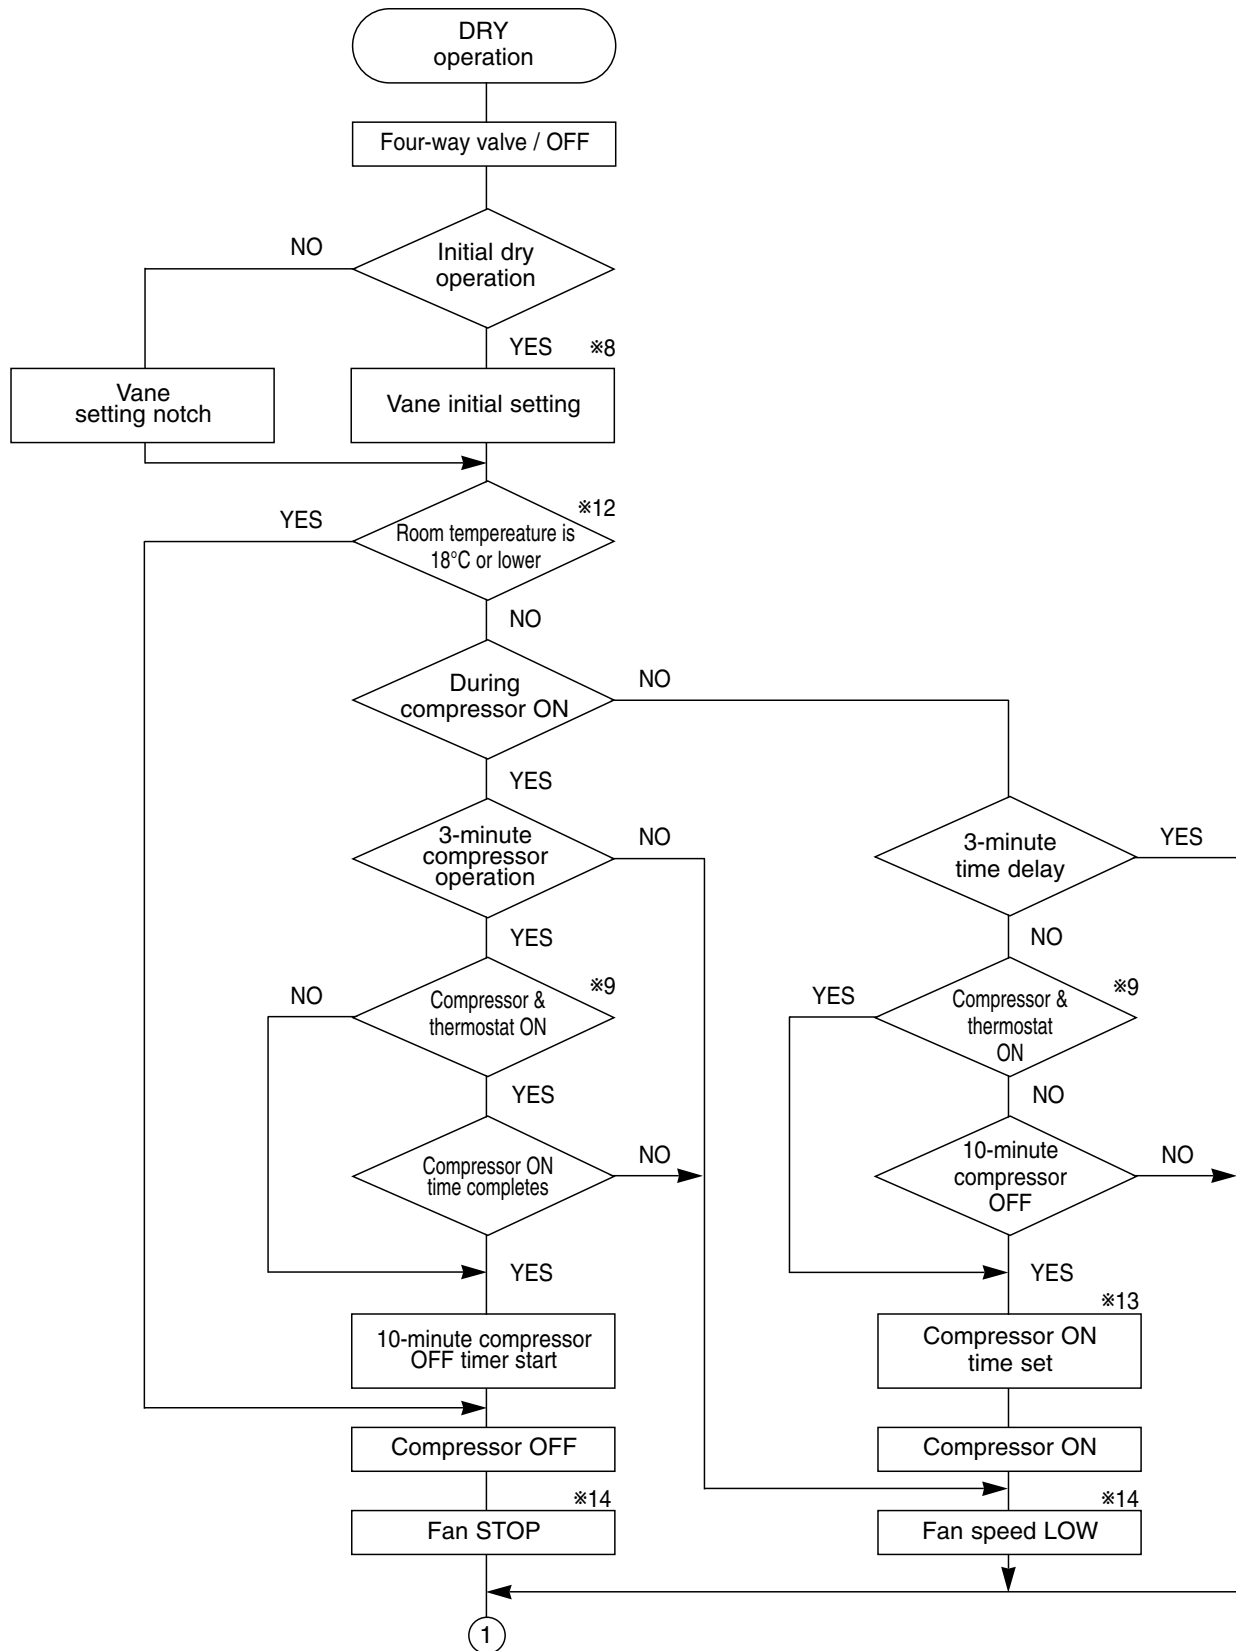 DRY
operation
Four-way valve / OFF
Initial dry
operation
NO
YES
※8
Vane
setting notch
Vane initial setting
※12
YES
Room tempereature is
18°C or lower
NO
During
compressor ON
NO
YES
3-minute
compressor
operation
NO
3-minute
time delay
YES
YES
NO
NO
Compressor &
thermostat ON
※9
YES
Compressor &
thermostat
ON
※9
YES
NO
Compressor ON
time completes
NO
10-minute
compressor
OFF
NO
YES
YES
※13
10-minute compressor
OFF timer start
Compressor ON
time set
Compressor OFF
Compressor ON
※14
※14
Fan STOP
Fan speed LOW
1